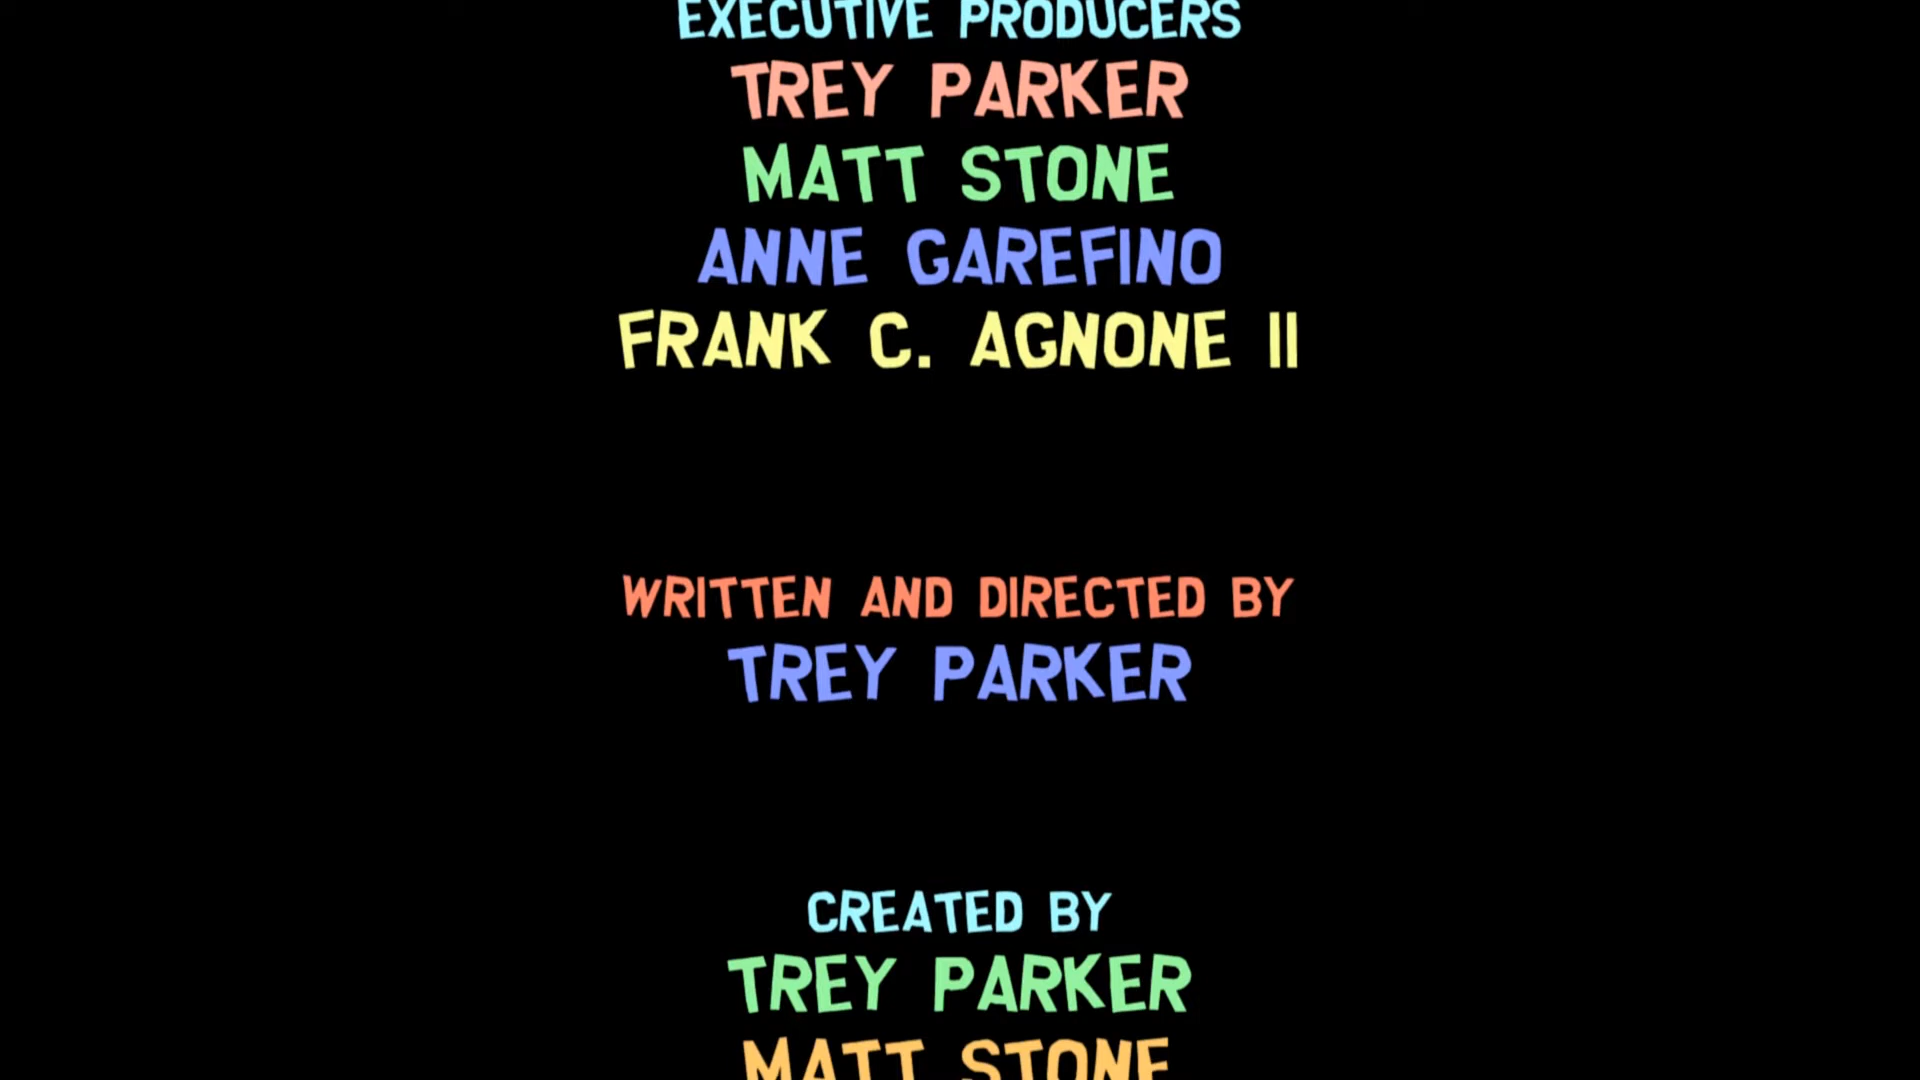 EXECUTIVE PRODUCERS
TREY PARKER
MATT STONE
ANNE GAREFINO
FRANK C. AGNONE II
WRITTEN AND DIRECTED BY
TREY PARKER
CREATED BY
TREY PARKER
MATT STONE